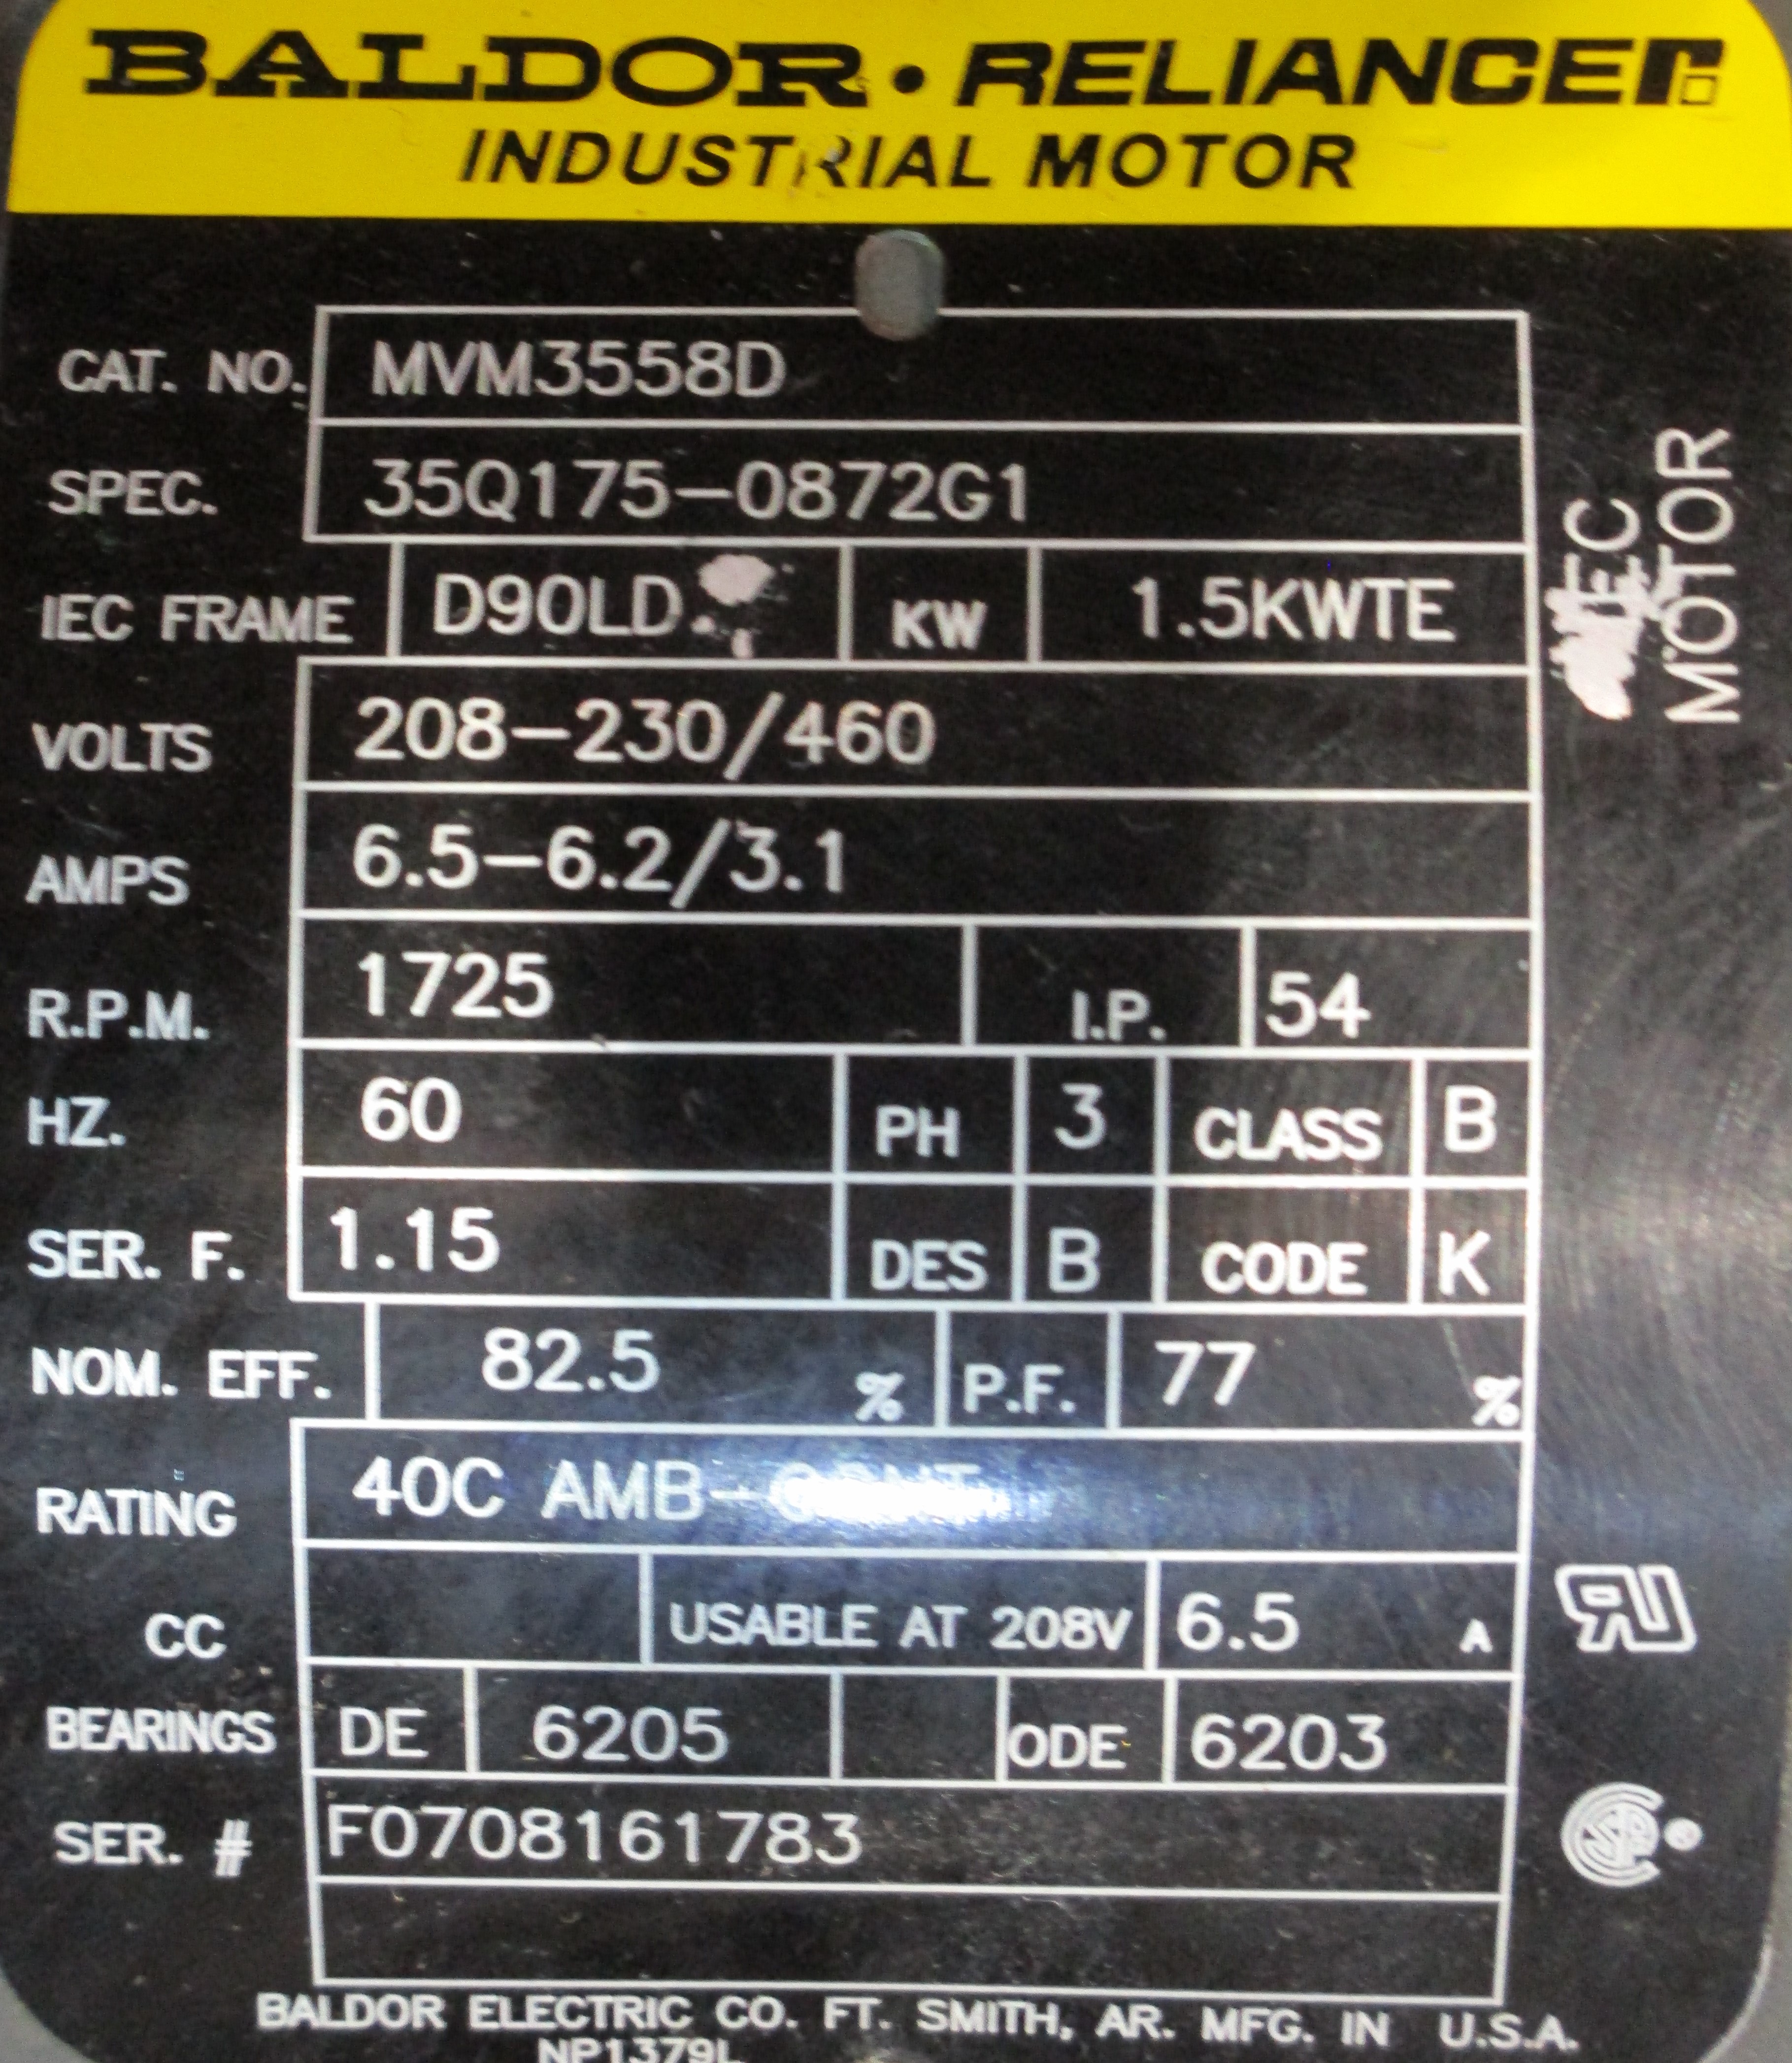 BALDOR • RELIANCE
INDUSTRIAL MOTOR
CAT. NO. MVM3558D
SPEC. 35Q175-0872G1
IEC FRAME D90LD KW 1.5KWTE
IEC
MOTOR
VOLTS 208-230/460
AMPS 6.5-6.2/3.1
R.P.M. 1725 I.P. 54
HZ. 60 PH 3 CLASS B
SER. F. 1.15 DES B CODE K
NOM. EFF. 82.5 % P.F. 77 %
RATING 40C AMB-CONT
CC USABLE AT 208V 6.5 A
BEARINGS DE 6205 ODE 6203
SER. # F0708161783
BALDOR ELECTRIC CO. FT. SMITH, AR. MFG. IN U.S.A.
NP1379L